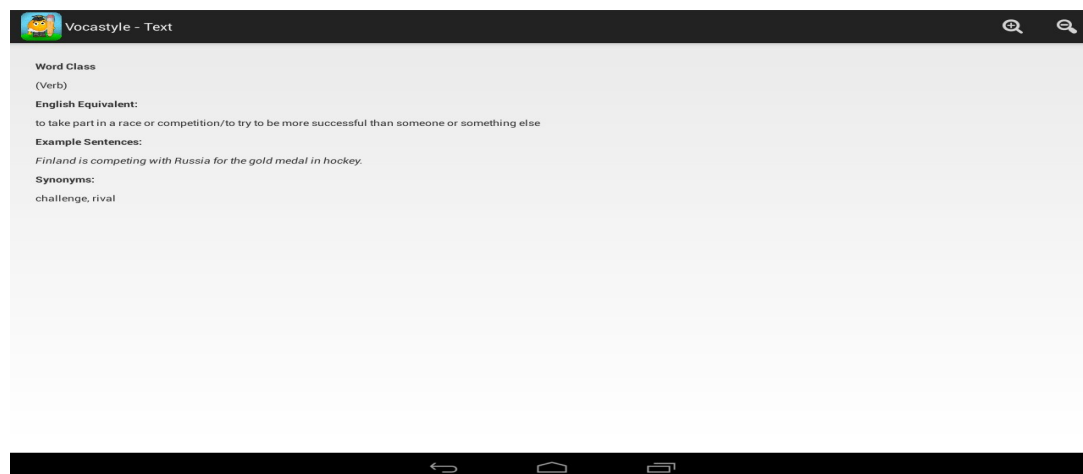 Vocastyle - Text
Word Class
(Verb)
English Equivalent:
to take part in a race or competition/to try to be more successful than someone or something else
Example Sentences:
Finland is competing with Russia for the gold medal in hockey.
Synonyms:
challenge, rival